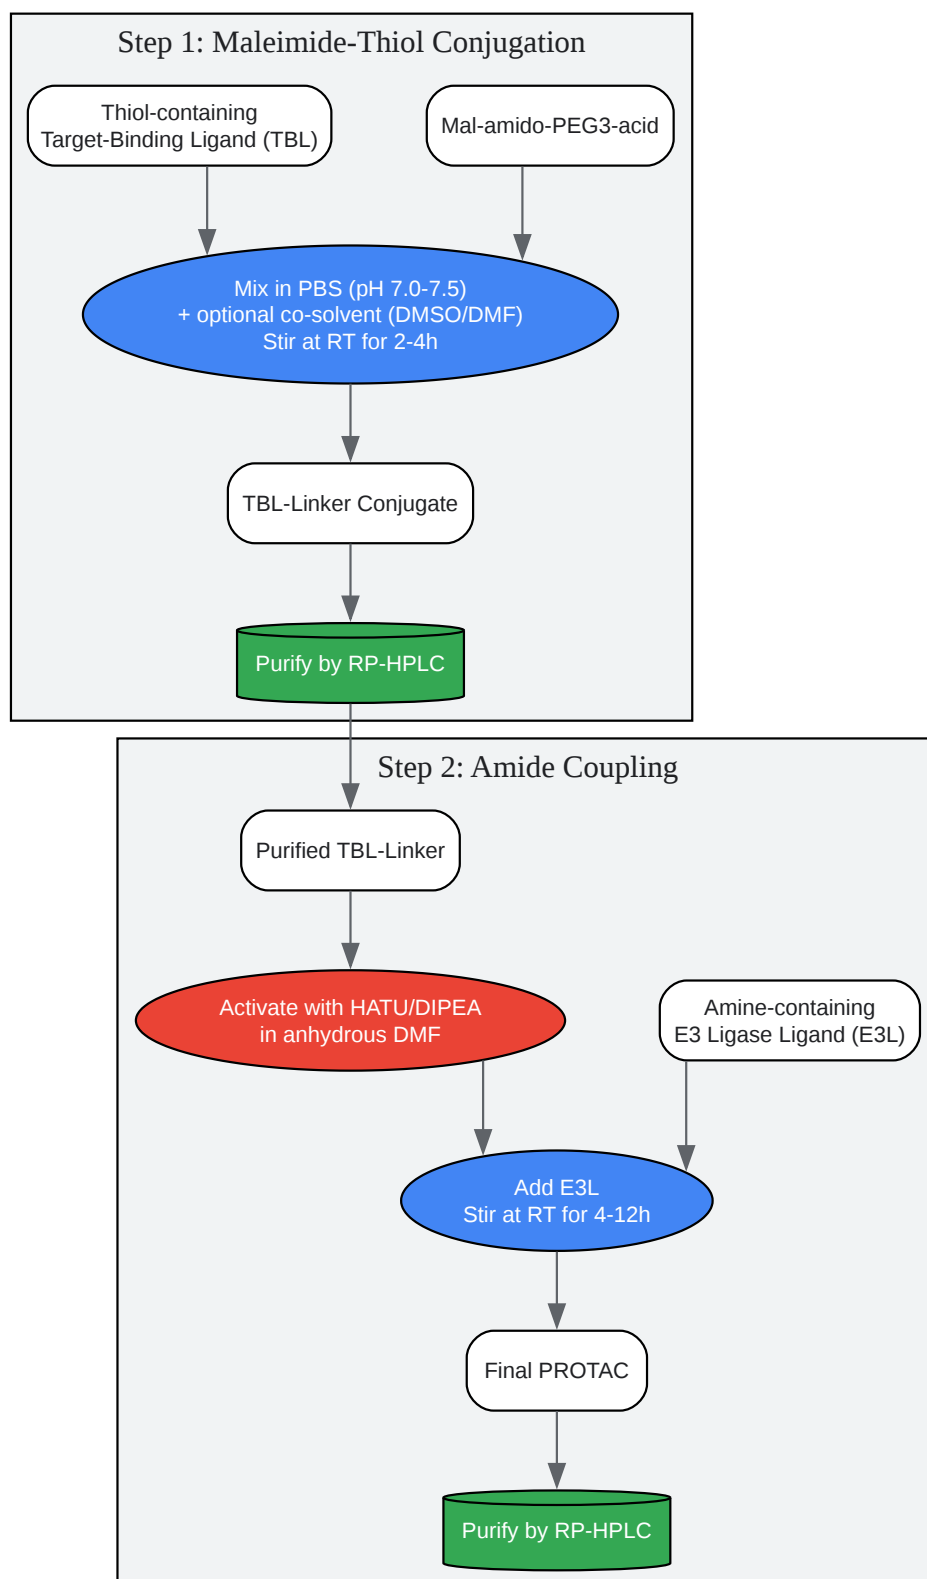 Step 1: Maleimide-Thiol Conjugation
Thiol-containing
Target-Binding Ligand (TBL)
Mal-amido-PEG3-acid
Mix in PBS (pH 7.0-7.5)
+ optional co-solvent (DMSO/DMF)
Stir at RT for 2-4h
TBL-Linker Conjugate
Purify by RP-HPLC
Step 2: Amide Coupling
Purified TBL-Linker
Activate with HATU/DIPEA
in anhydrous DMF
Amine-containing
E3 Ligase Ligand (E3L)
Add E3L
Stir at RT for 4-12h
Final PROTAC
Purify by RP-HPLC